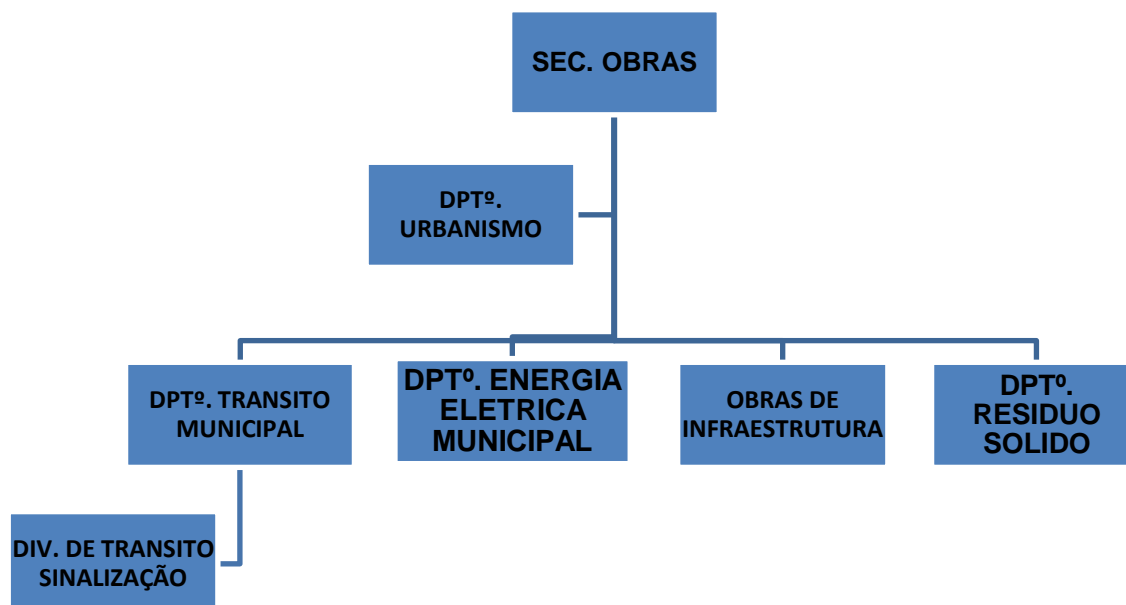 SEC. OBRAS
DPTº.
URBANISMO
DPTº. TRANSITO
MUNICIPAL
DPTº. ENERGIA
ELETRICA
MUNICIPAL
OBRAS DE
INFRAESTRUTURA
DPTº.
RESIDUO
SOLIDO
DIV. DE TRANSITO
SINALIZAÇÃO